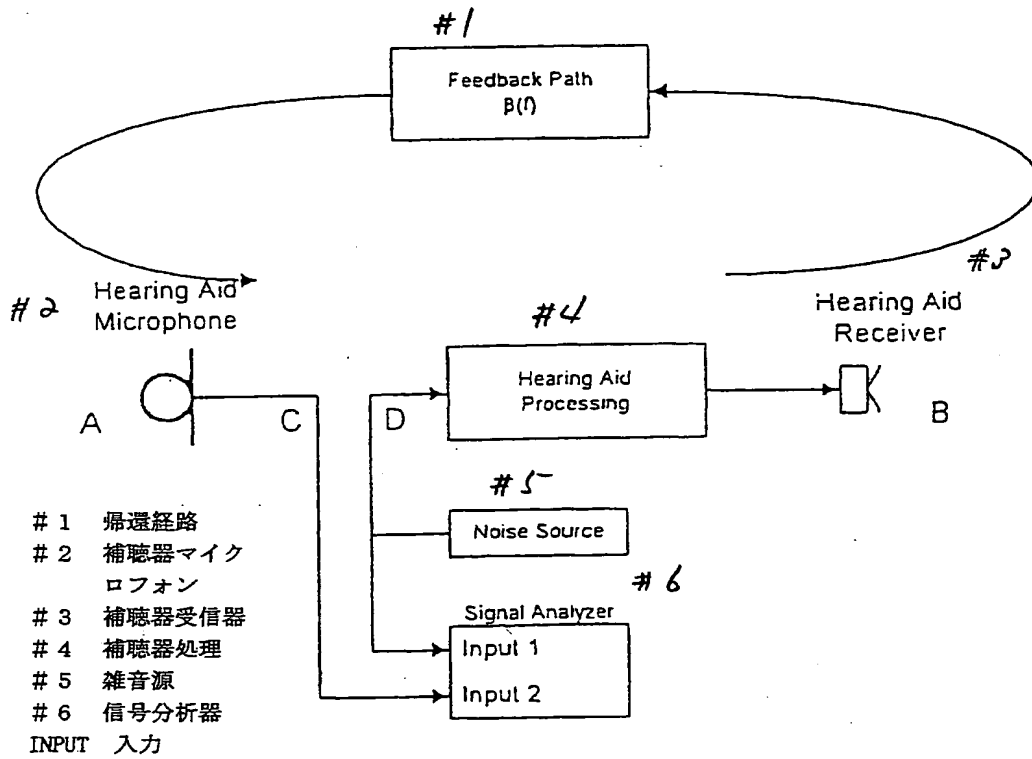 #1
Feedback Path
β(f)
#3
#2
Hearing Aid
Microphone
#4
Hearing Aid
Receiver
Hearing Aid
Processing
A
C
D
B
#5
Noise Source
#6
Signal Analyzer
Input 1
Input 2
#1 帰還経路
#2 補聴器マイク
ロフォン
#3 補聴器受信器
#4 補聴器処理
#5 雑音源
#6 信号分析器
INPUT 入力